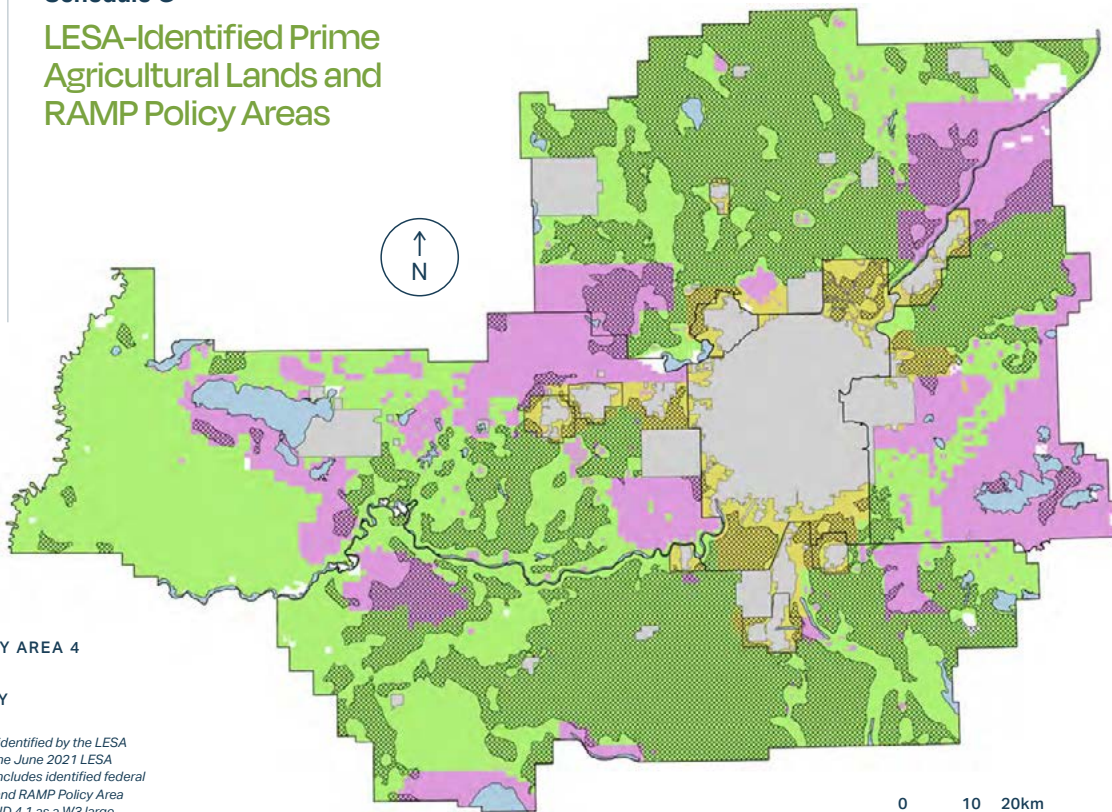 LESA-Identified Prime
Agricultural Lands and
RAMP Policy Areas
N
Y AREA 4
Y
dentified by the LESA
he June 2021 LESA
ncludes identified federal
nd RAMP Policy Area
0 10 20km